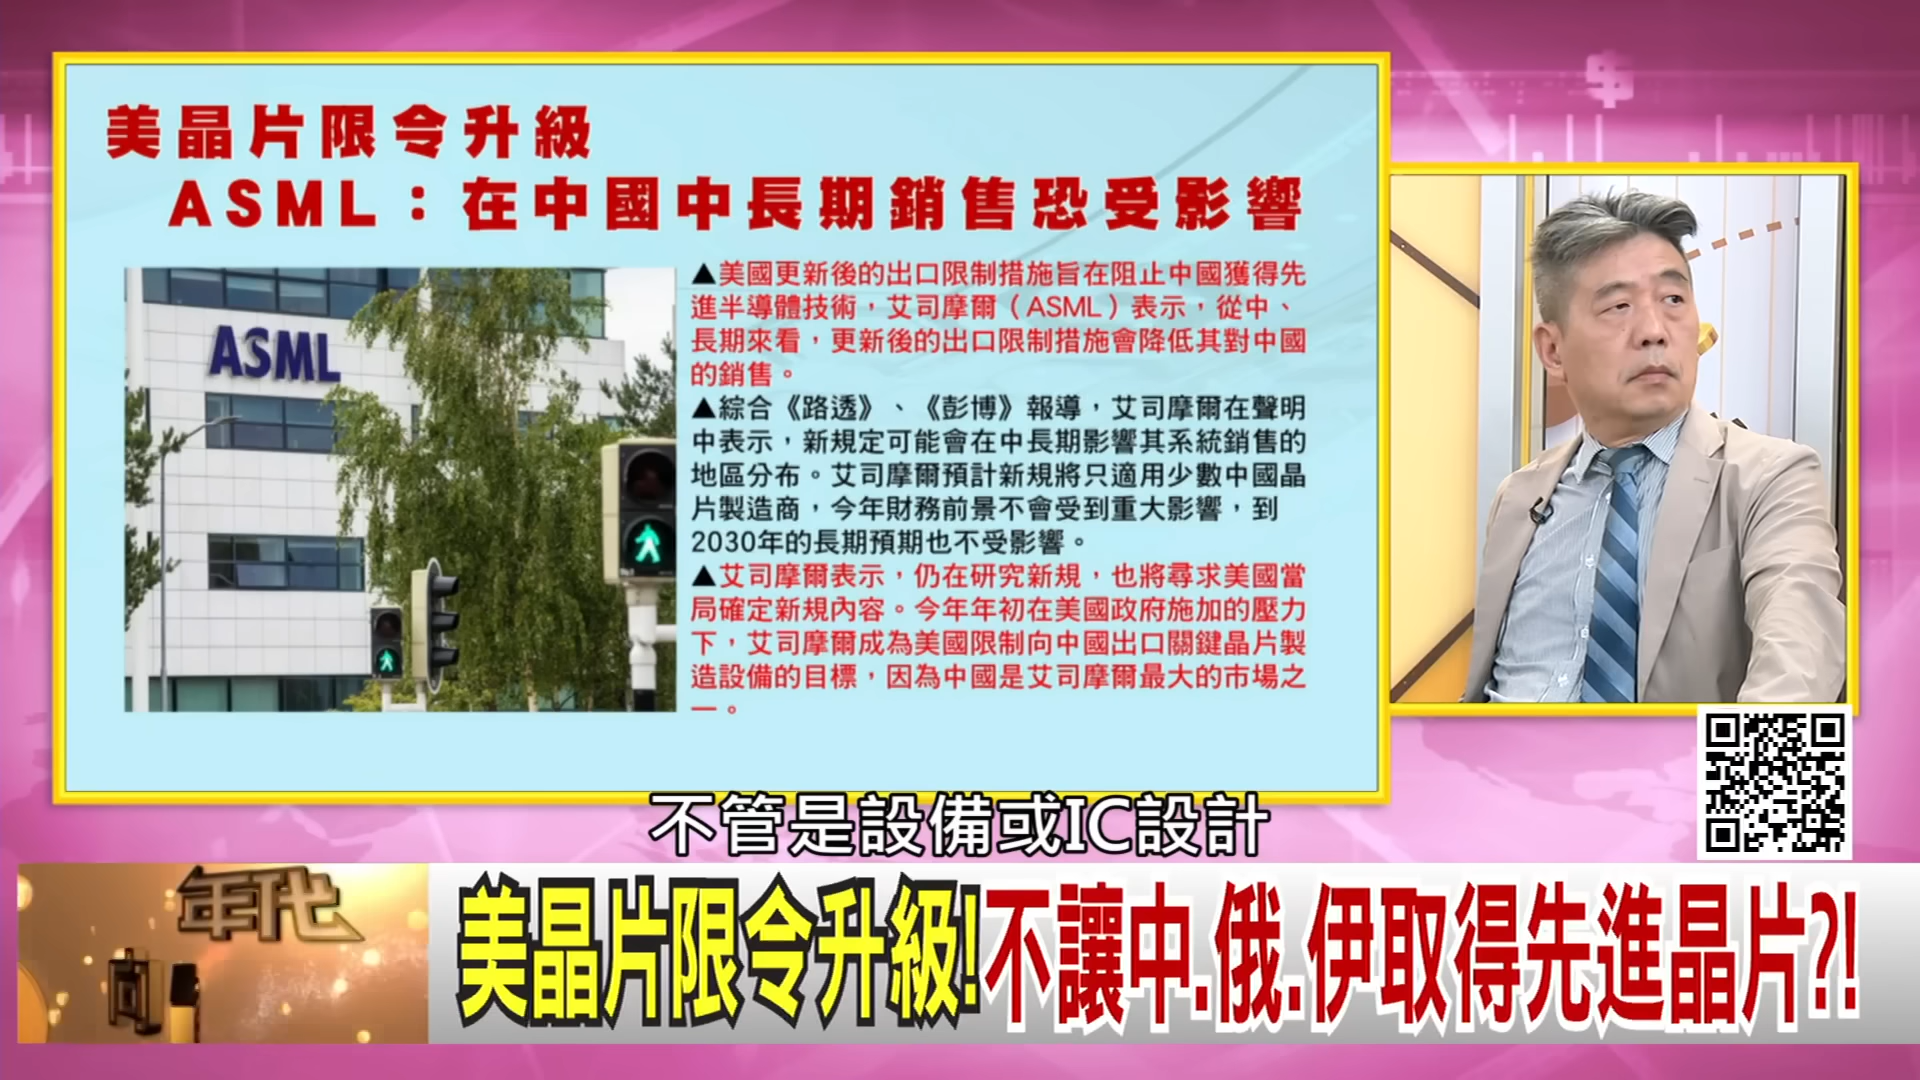 美晶片限令升級
ASML：在中國中長期銷售恐受影響
ASML
▲美國更新後的出口限制措施旨在阻止中國獲得先
進半導體技術，艾司摩爾（ASML）表示，從中、
長期來看，更新後的出口限制措施會降低其對中國
的銷售。
▲綜合《路透》、《彭博》報導，艾司摩爾在聲明
中表示，新規定可能會在中長期影響其系統銷售的
地區分布。艾司摩爾預計新規將只適用少數中國晶
片製造商，今年財務前景不會受到重大影響，到
2030年的長期預期也不受影響。
▲艾司摩爾表示，仍在研究新規，也將尋求美國當
局確定新規內容。今年年初在美國政府施加的壓力
下，艾司摩爾成為美國限制向中國出口關鍵晶片製
造設備的目標，因為中國是艾司摩爾最大的市場之
一。
不管是設備或IC設計
年代
向
美晶片限令升級!不讓中.俄.伊取得先進晶片?!